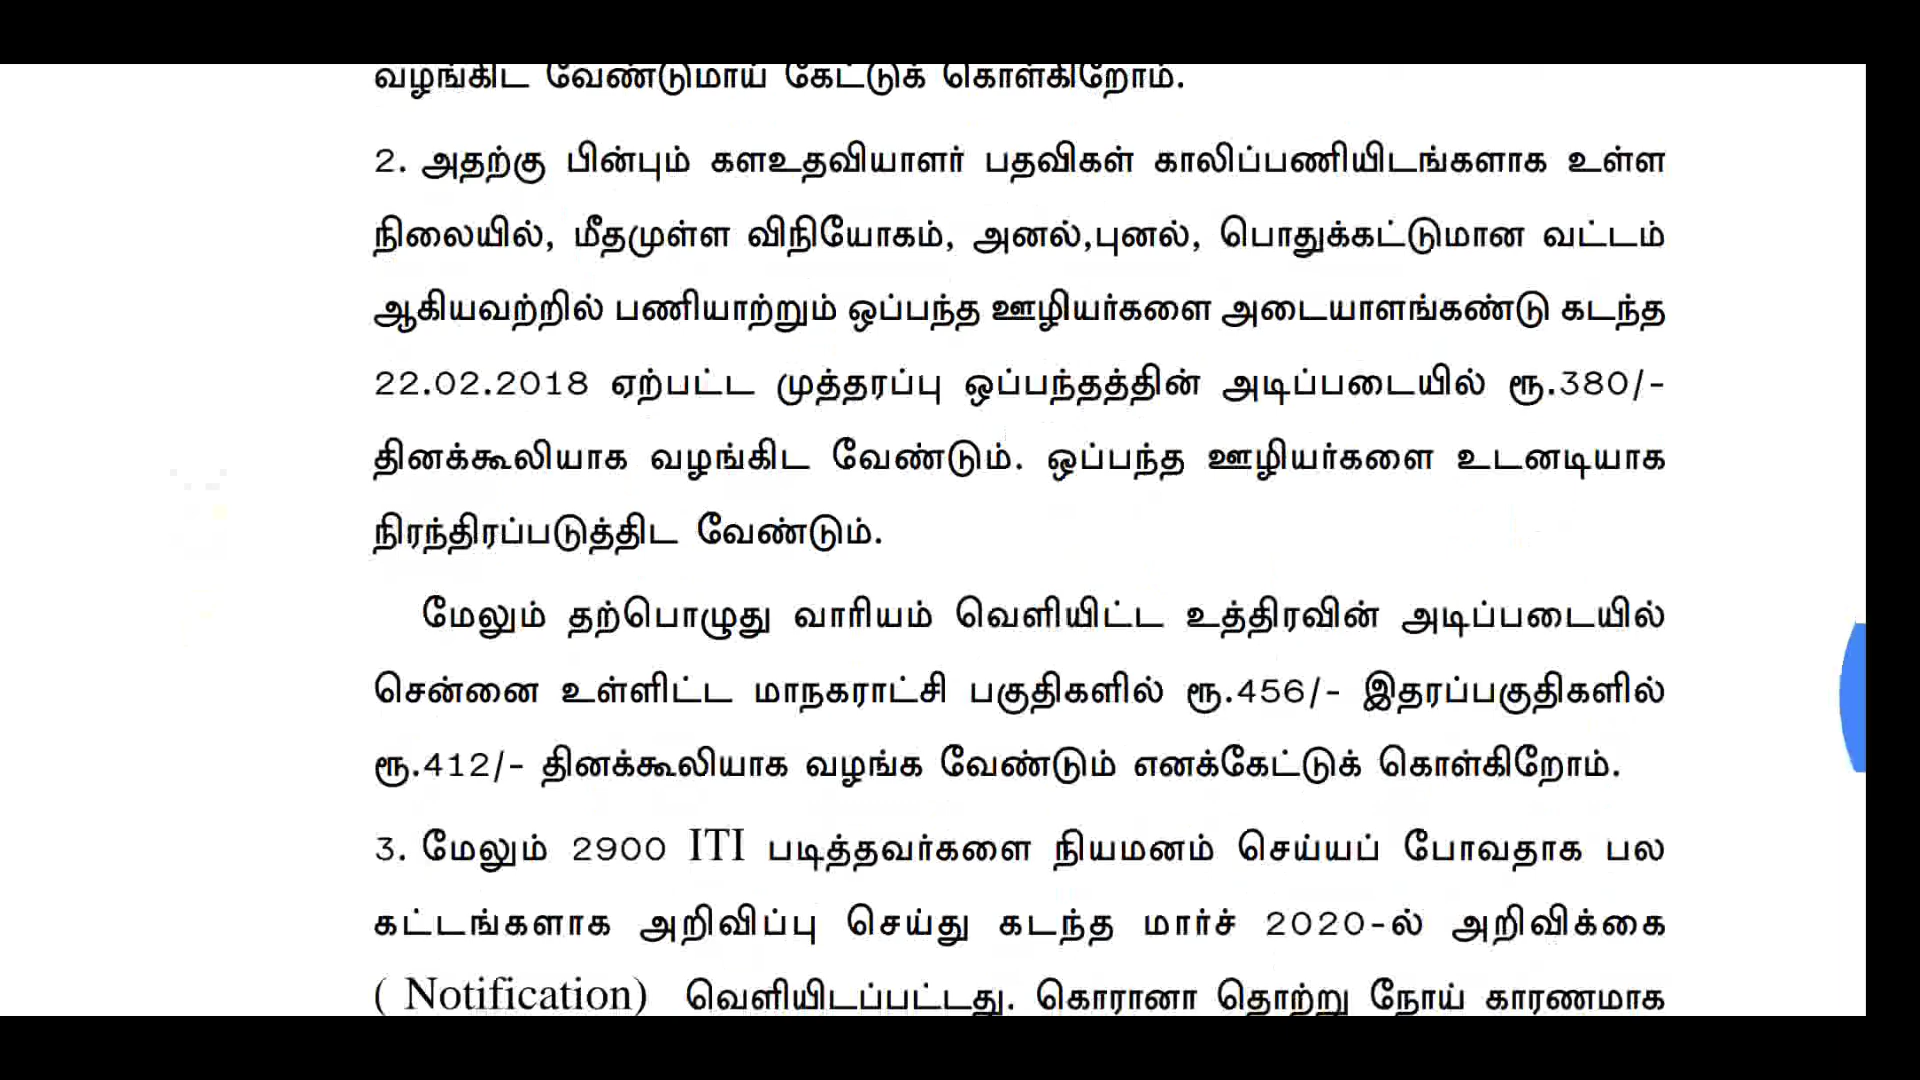 வழங்கிட வேண்டுமாய் கேட்டுக் கொள்கிறோம்.
2. அதற்கு பின்பும் களஉதவியாளர் பதவிகள் காலிப்பணியிடங்களாக உள்ள
நிலையில், மீதமுள்ள விநியோகம், அனல்,புனல், பொதுக்கட்டுமான வட்டம்
ஆகியவற்றில் பணியாற்றும் ஒப்பந்த ஊழியர்களை அடையாளங்கண்டு கடந்த
22.02.2018 ஏற்பட்ட முத்தரப்பு ஒப்பந்தத்தின் அடிப்படையில் ரூ.380/-
தினக்கூலியாக வழங்கிட வேண்டும். ஒப்பந்த ஊழியர்களை உடனடியாக
நிரந்திரப்படுத்திட வேண்டும்.
மேலும் தற்பொழுது வாரியம் வெளியிட்ட உத்திரவின் அடிப்படையில்
சென்னை உள்ளிட்ட மாநகராட்சி பகுதிகளில் ரூ.456/- இதரப்பகுதிகளில்
ரூ.412/- தினக்கூலியாக வழங்க வேண்டும் எனக்கேட்டுக் கொள்கிறோம்.
3. மேலும் 2900 ITI படித்தவர்களை நியமனம் செய்யப் போவதாக பல
கட்டங்களாக அறிவிப்பு செய்து கடந்த மார்ச் 2020-ல் அறிவிக்கை
( Notification) வெளியிடப்பட்டது. கொரானா தொற்று நோய் காரணமாக